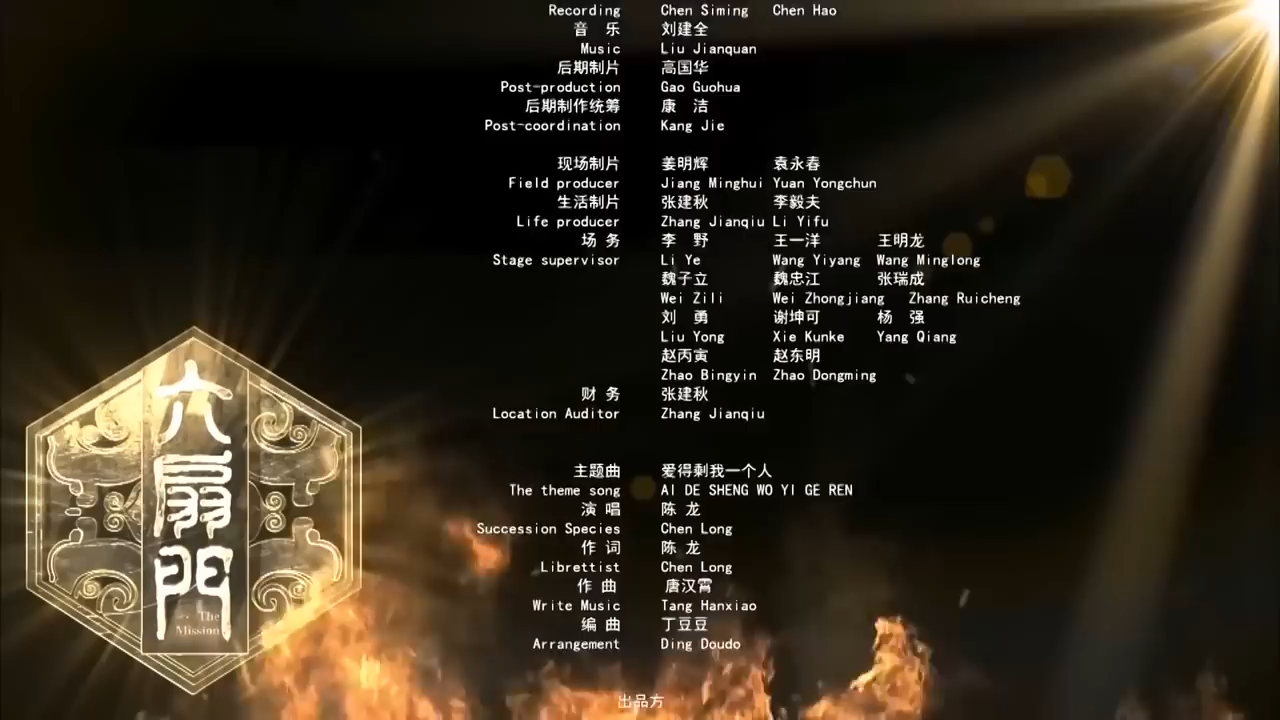 Recording Chen Siming Chen Hao
音 乐 刘建全
Music Liu Jianquan
后期制片 高国华
Post-production Gao Guohua
后期制作统筹 康 洁
Post-coordination Kang Jie
现场制片 姜明辉 袁永春
Field producer Jiang Minghui Yuan Yongchun
生活制片 张建秋 李毅夫
Life producer Zhang Jianqiu Li Yifu
场 务 李 野 王一洋 王明龙
Stage supervisor Li Ye Wang Yiyang Wang Minglong
魏子立 魏忠江 张瑞成
Wei Zili Wei Zhongjiang Zhang Ruicheng
刘 勇 谢坤可 杨 强
Liu Yong Xie Kunke Yang Qiang
赵丙寅 赵东明
Zhao Bingyin Zhao Dongming
财 务 张建秋
Location Auditor Zhang Jianqiu
主题曲 爱得剩我一个人
The theme song AI DE SHENG WO YI GE REN
演 唱 陈 龙
Succession Species Chen Long
作 词 陈 龙
Librettist Chen Long
作 曲 唐汉霄
Write Music Tang Hanxiao
编 曲 丁豆豆
Arrangement Ding Doudo
出品方
六扇門
The
Mission